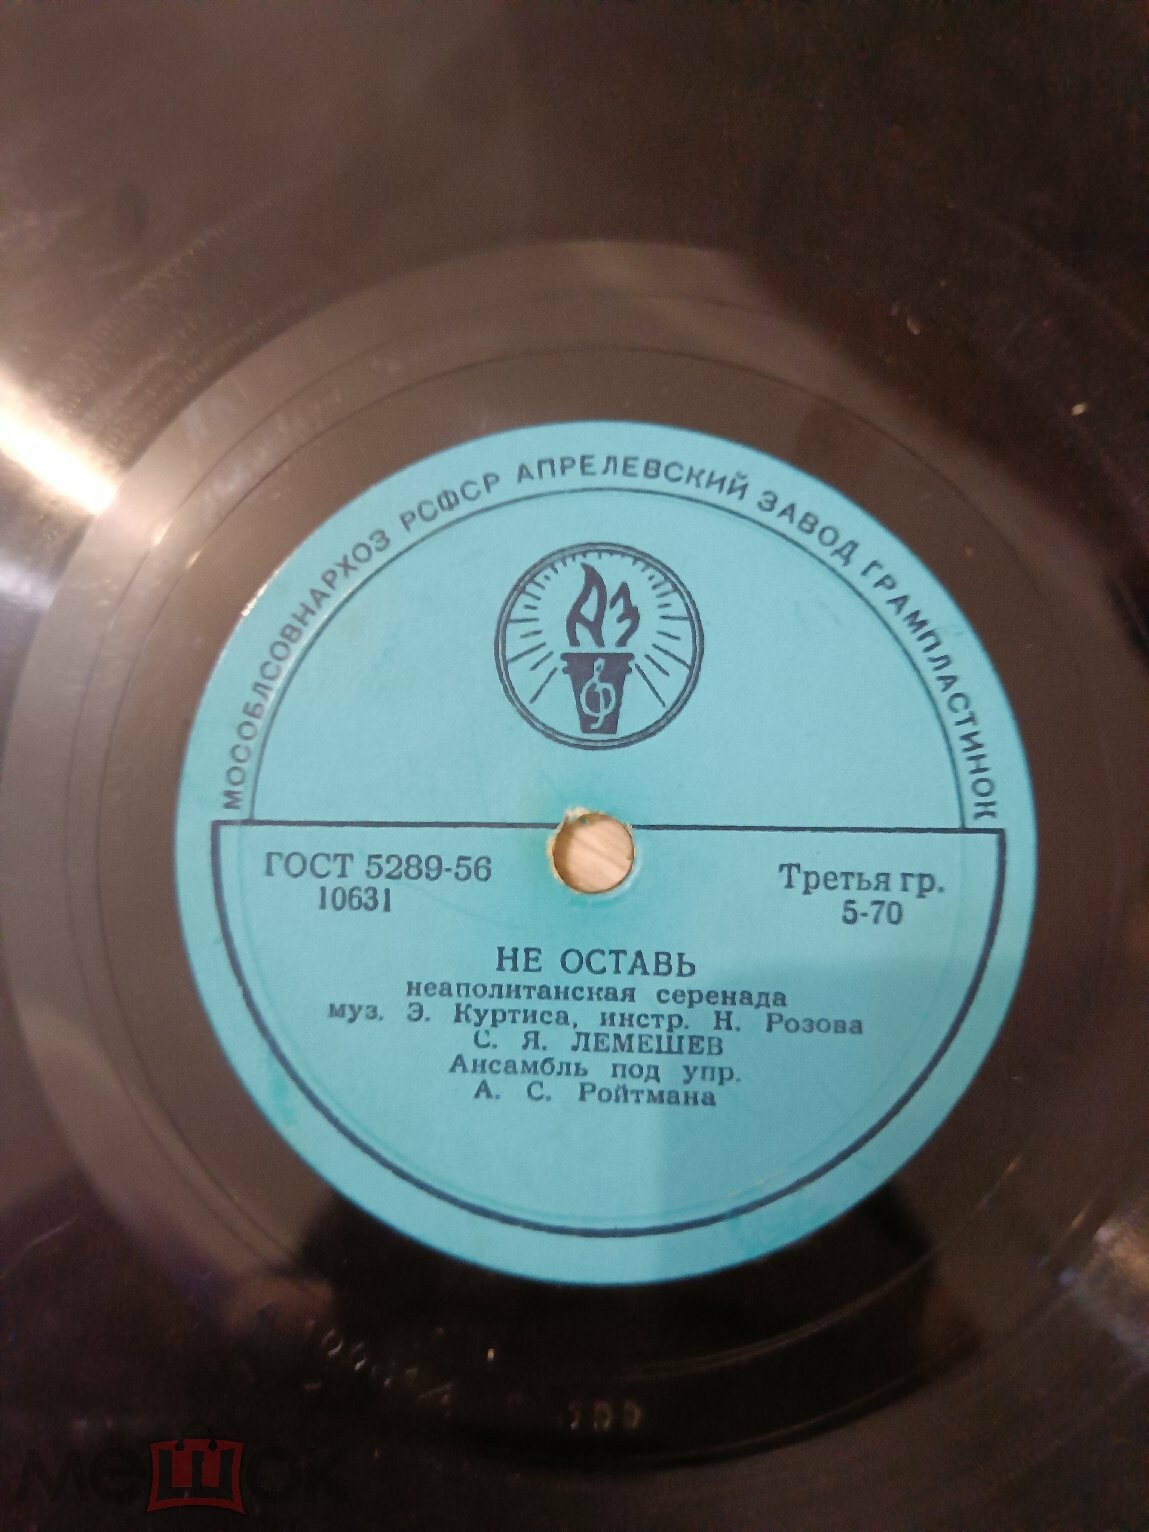 МОСОБЛСОВНАРХОЗ РСФСР АПРЕЛЕВСКИЙ ЗАВОД ГРАМПЛАСТИНОК
АЗ
ГОСТ 5289-56
10631
Третья гр.
5-70
НЕ ОСТАВЬ
неаполитанская серенада
муз. Э. Куртиса, инстр. Н. Розова
С. Я. ЛЕМЕШЕВ
Ансамбль под упр.
А. С. Ройтмана
мешок